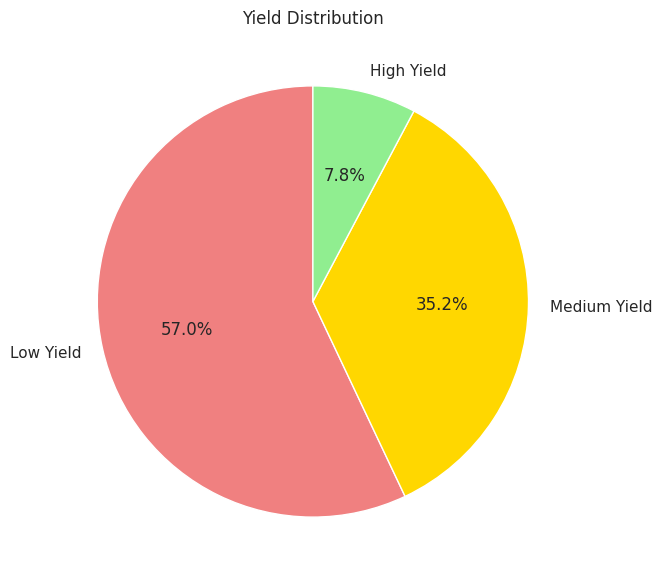 Yield Distribution
High Yield
7.8%
35.2%
Medium Yield
57.0%
Low Yield